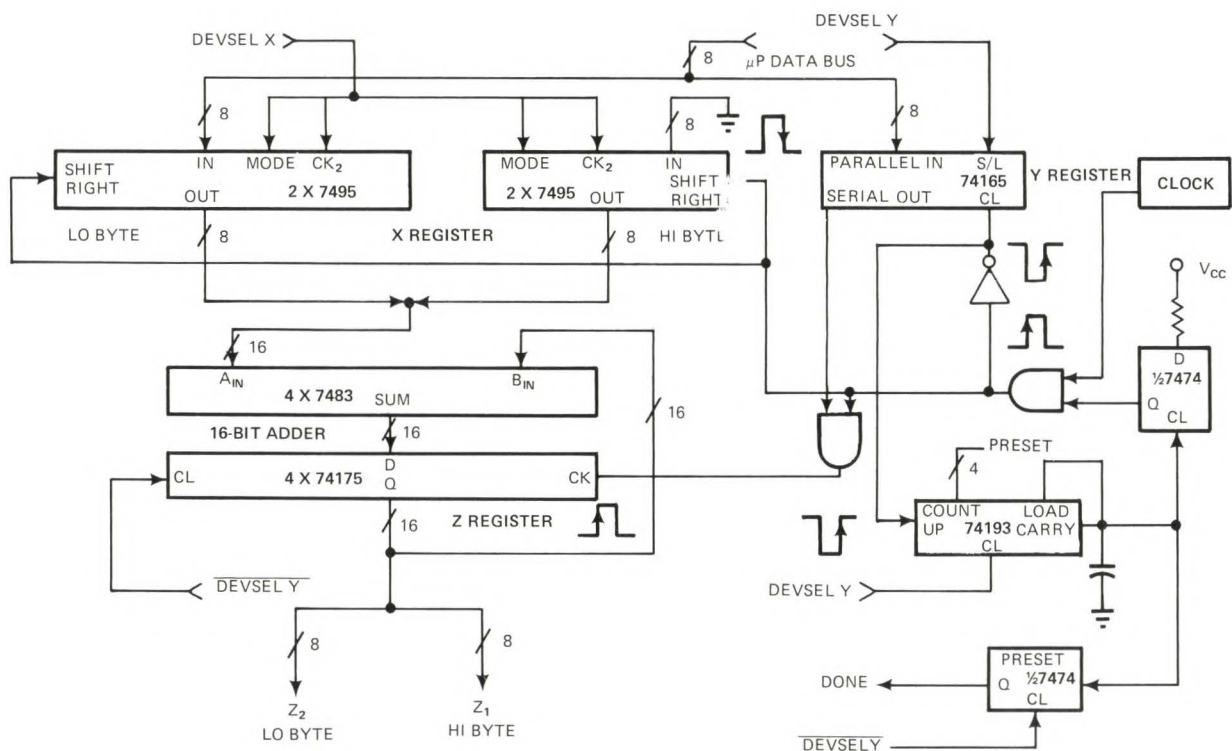 DEVSEL X
DEVSEL Y
8
μP DATA BUS
8
8
8
IN MODE CK2
SHIFT RIGHT
2 X 7495
OUT
LO BYTE
8
MODE CK2 IN
SHIFT RIGHT
2 X 7495
OUT
8
X REGISTER
PARALLEL IN S/L
74165
SERIAL OUT CL
Y REGISTER
CLOCK
VCC
D
½7474
Q
CL
16
AIN BIN
4 X 7483
SUM
16-BIT ADDER
16
16
CL
D
4 X 74175
Q
CK
Z REGISTER
16
DEVSEL Y
8
8
Z2
LO BYTE
Z1
HI BYTE
PRESET
4
COUNT UP
LOAD
74193 CARRY
CL
DEVSEL Y
PRESET
Q ½7474
CL
DONE
DEVSELY